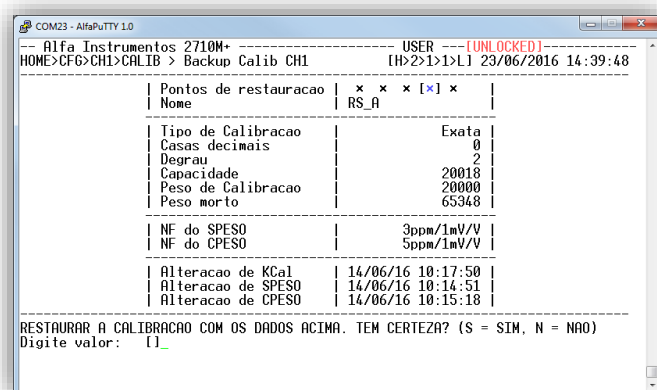 COM23 - AlfaPuTTY 1.0
-- Alfa Instrumentos 2710M+ -------------------- USER ---[UNLOCKED]------------
HOME>CFG>CH1>CALIB > Backup Calib CH1 [H>2>1>1>L] 23/06/2016 14:39:48
| Pontos de restauracao | × × × [×] × |
| Nome | RS_A |
| Tipo de Calibracao | Exata |
| Casas decimais | 0 |
| Degrau | 2 |
| Capacidade | 20018 |
| Peso de Calibracao | 20000 |
| Peso morto | 65348 |
| NF do SPESO | 3ppm/1mV/V |
| NF do CPESO | 5ppm/1mV/V |
| Alteracao de KCal | 14/06/16 10:17:50 |
| Alteracao de SPESO | 14/06/16 10:14:51 |
| Alteracao de CPESO | 14/06/16 10:15:18 |
RESTAURAR A CALIBRACAO COM OS DADOS ACIMA. TEM CERTEZA? (S = SIM, N = NAO)
Digite valor: []_